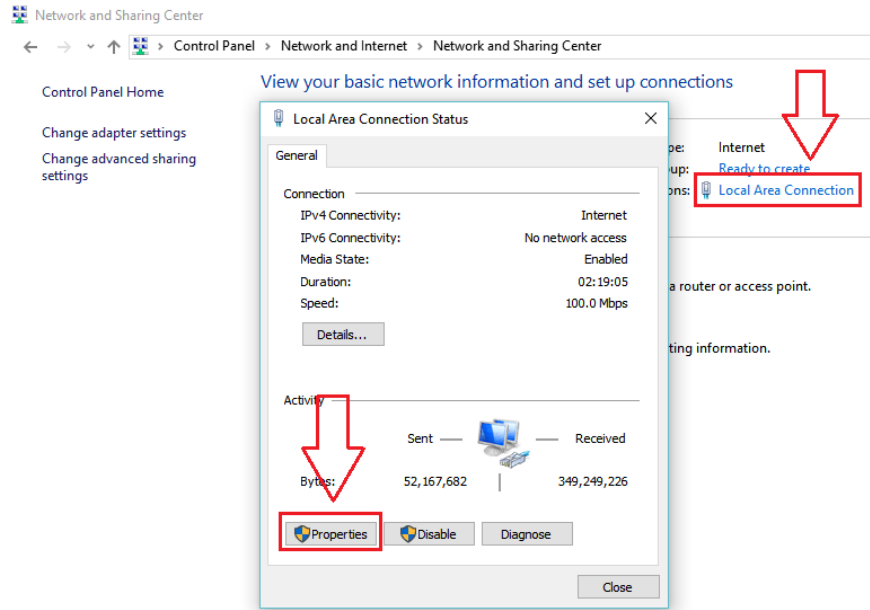 Network and Sharing Center
Control Panel > Network and Internet > Network and Sharing Center
Control Panel Home
Change adapter settings
Change advanced sharing
settings
View your basic network information and set up connections
Local Area Connection Status
General
Connection
IPv4 Connectivity: Internet
IPv6 Connectivity: No network access
Media State: Enabled
Duration: 02:19:05
Speed: 100.0 Mbps
Details...
Activity
Sent Received
Bytes: 52,167,682 349,249,226
Properties Disable Diagnose
Close
pe: Internet
up: Ready to create
ons: Local Area Connection
a router or access point.
ting information.